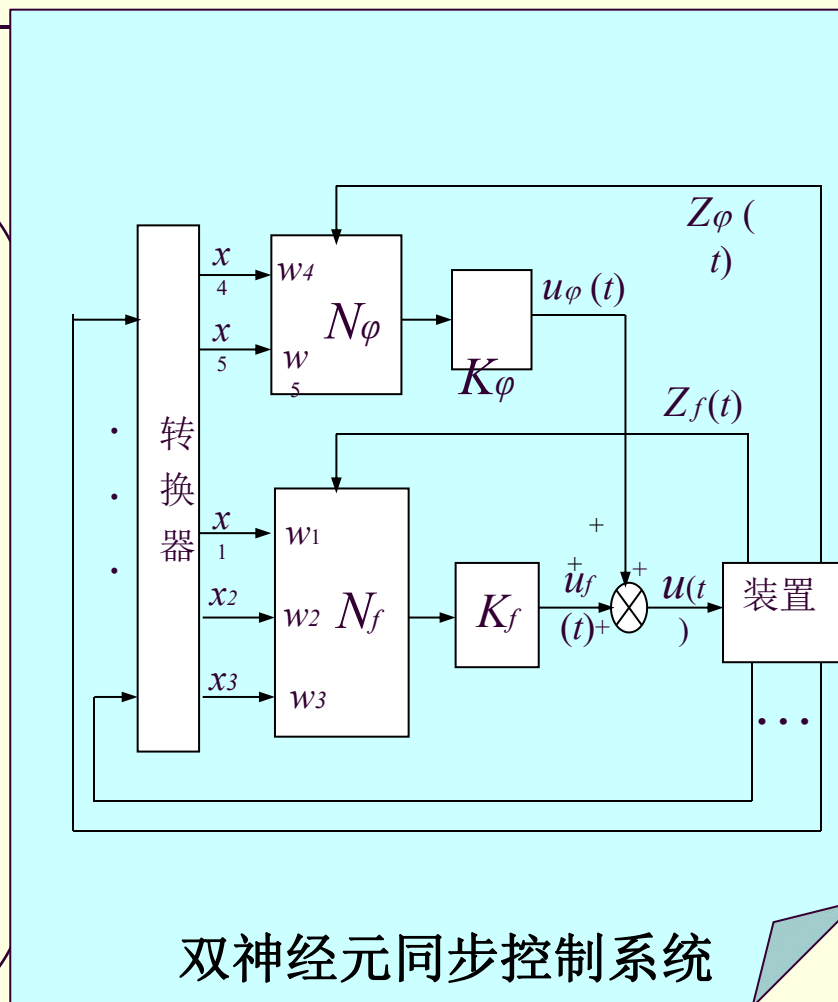 Zφ (
t)
x
4
w4
uφ (t)
Nφ
x
5
w
5
Kφ
Zf(t)
·
转
换
器
·
x
1
w1
+
·
+
+
uf
u(t
装置
x2
w2
Nf
Kf
(t)+
)
x3
w3
...
双神经元同步控制系统